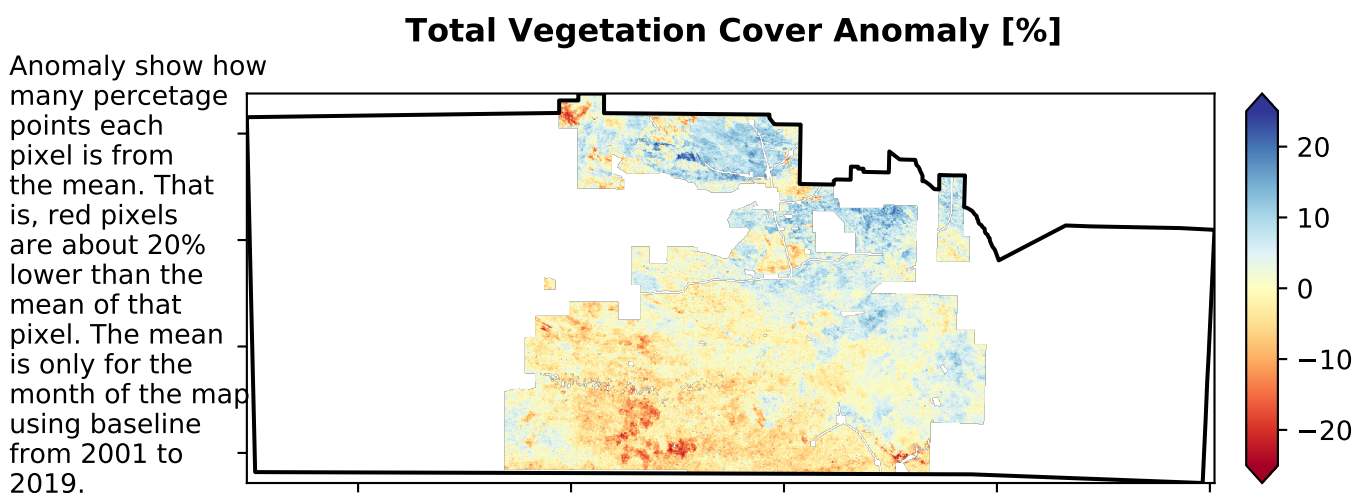 Total Vegetation Cover Anomaly [%]
Anomaly show how
many percetage
points each
pixel is from
the mean. That
is, red pixels
are about 20%
lower than the
mean of that
pixel. The mean
is only for the
month of the map
using baseline
from 2001 to
2019.
20
10
0
−10
−20